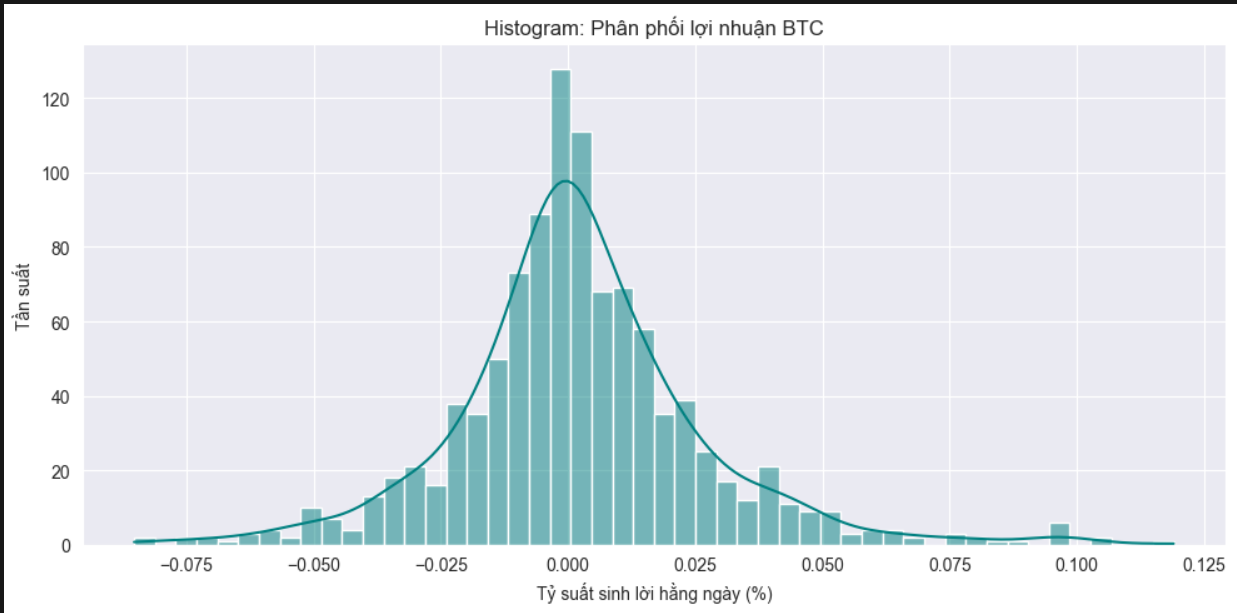 Histogram: Phân phối lợi nhuận BTC
Tần suất
120
100
80
60
40
20
0
−0.075 −0.050 −0.025 0.000 0.025 0.050 0.075 0.100 0.125
Tỷ suất sinh lời hằng ngày (%)